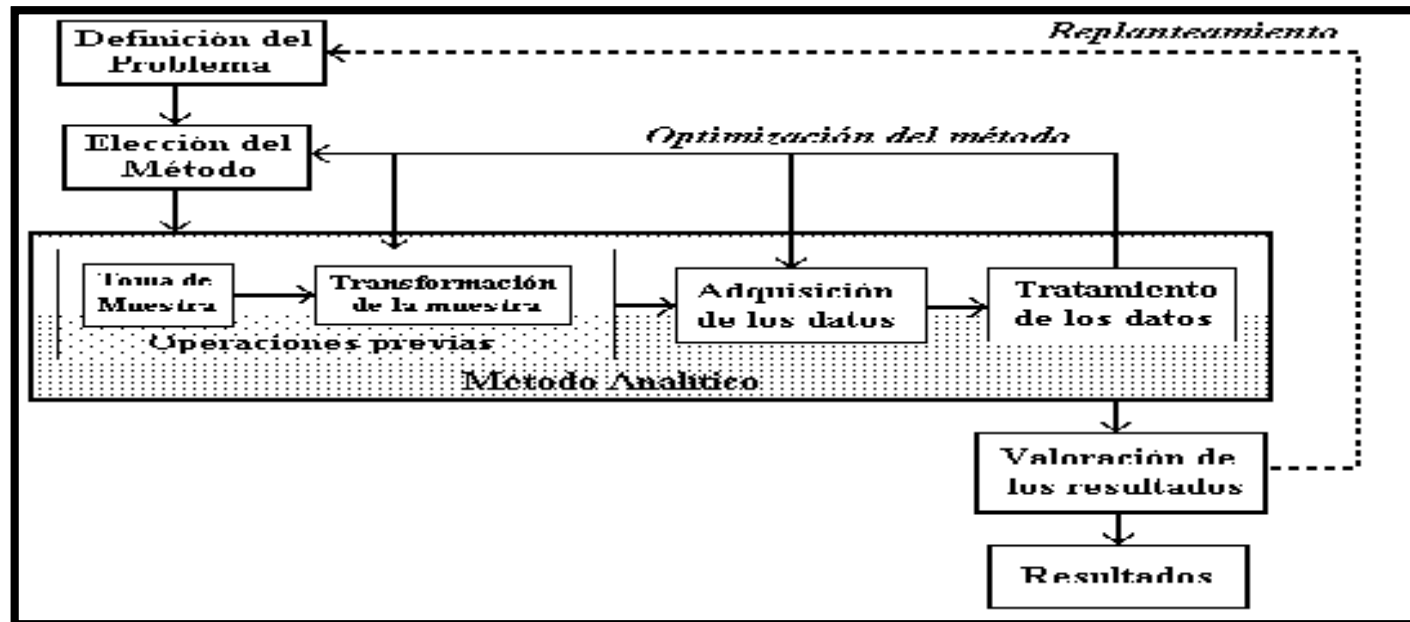 Definición del
Problema
Replanteamiento
Elección del
Método
Optimización del método
Toma de
Muestra
Transformación
de la muestra
Adquisición
de los datos
Tratamiento
de los datos
Operaciones previas
Método Analítico
Valoración de
los resultados
Resultados